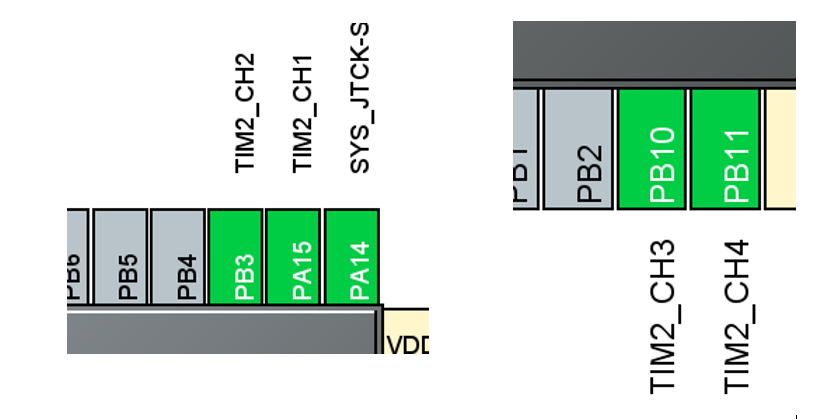 TIM2_CH2
TIM2_CH1
SYS_JTCK-S
PB6
PB5
PB4
PB3
PA15
PA14
VDD
PB1
PB2
PB10
PB11
TIM2_CH3
TIM2_CH4